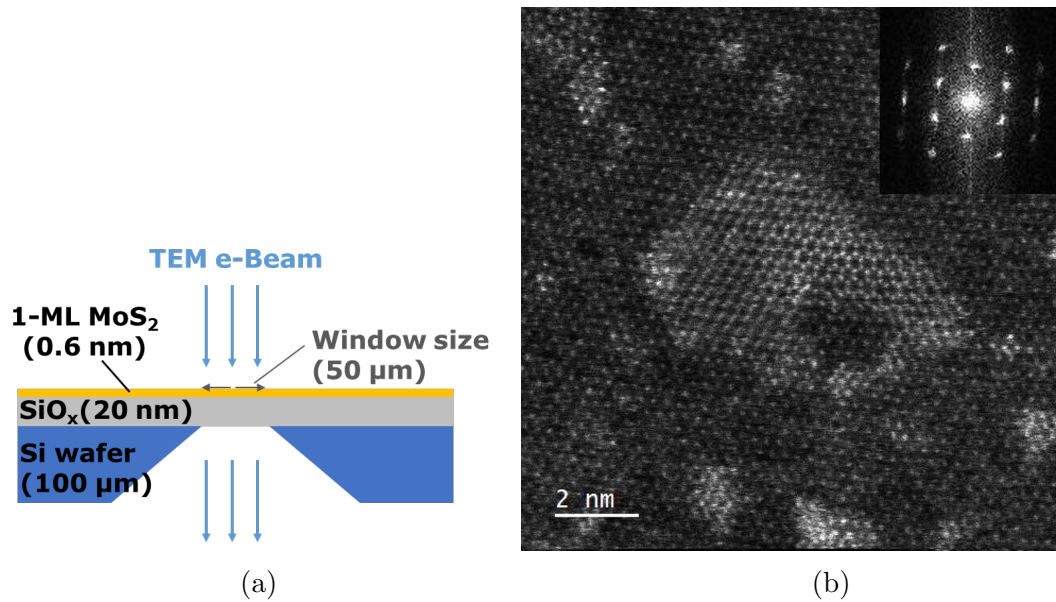 TEM e-Beam
1-ML MoS₂
(0.6 nm)
Window size
(50 µm)
SiOₓ(20 nm)
Si wafer
(100 µm)
2 nm
(a)
(b)